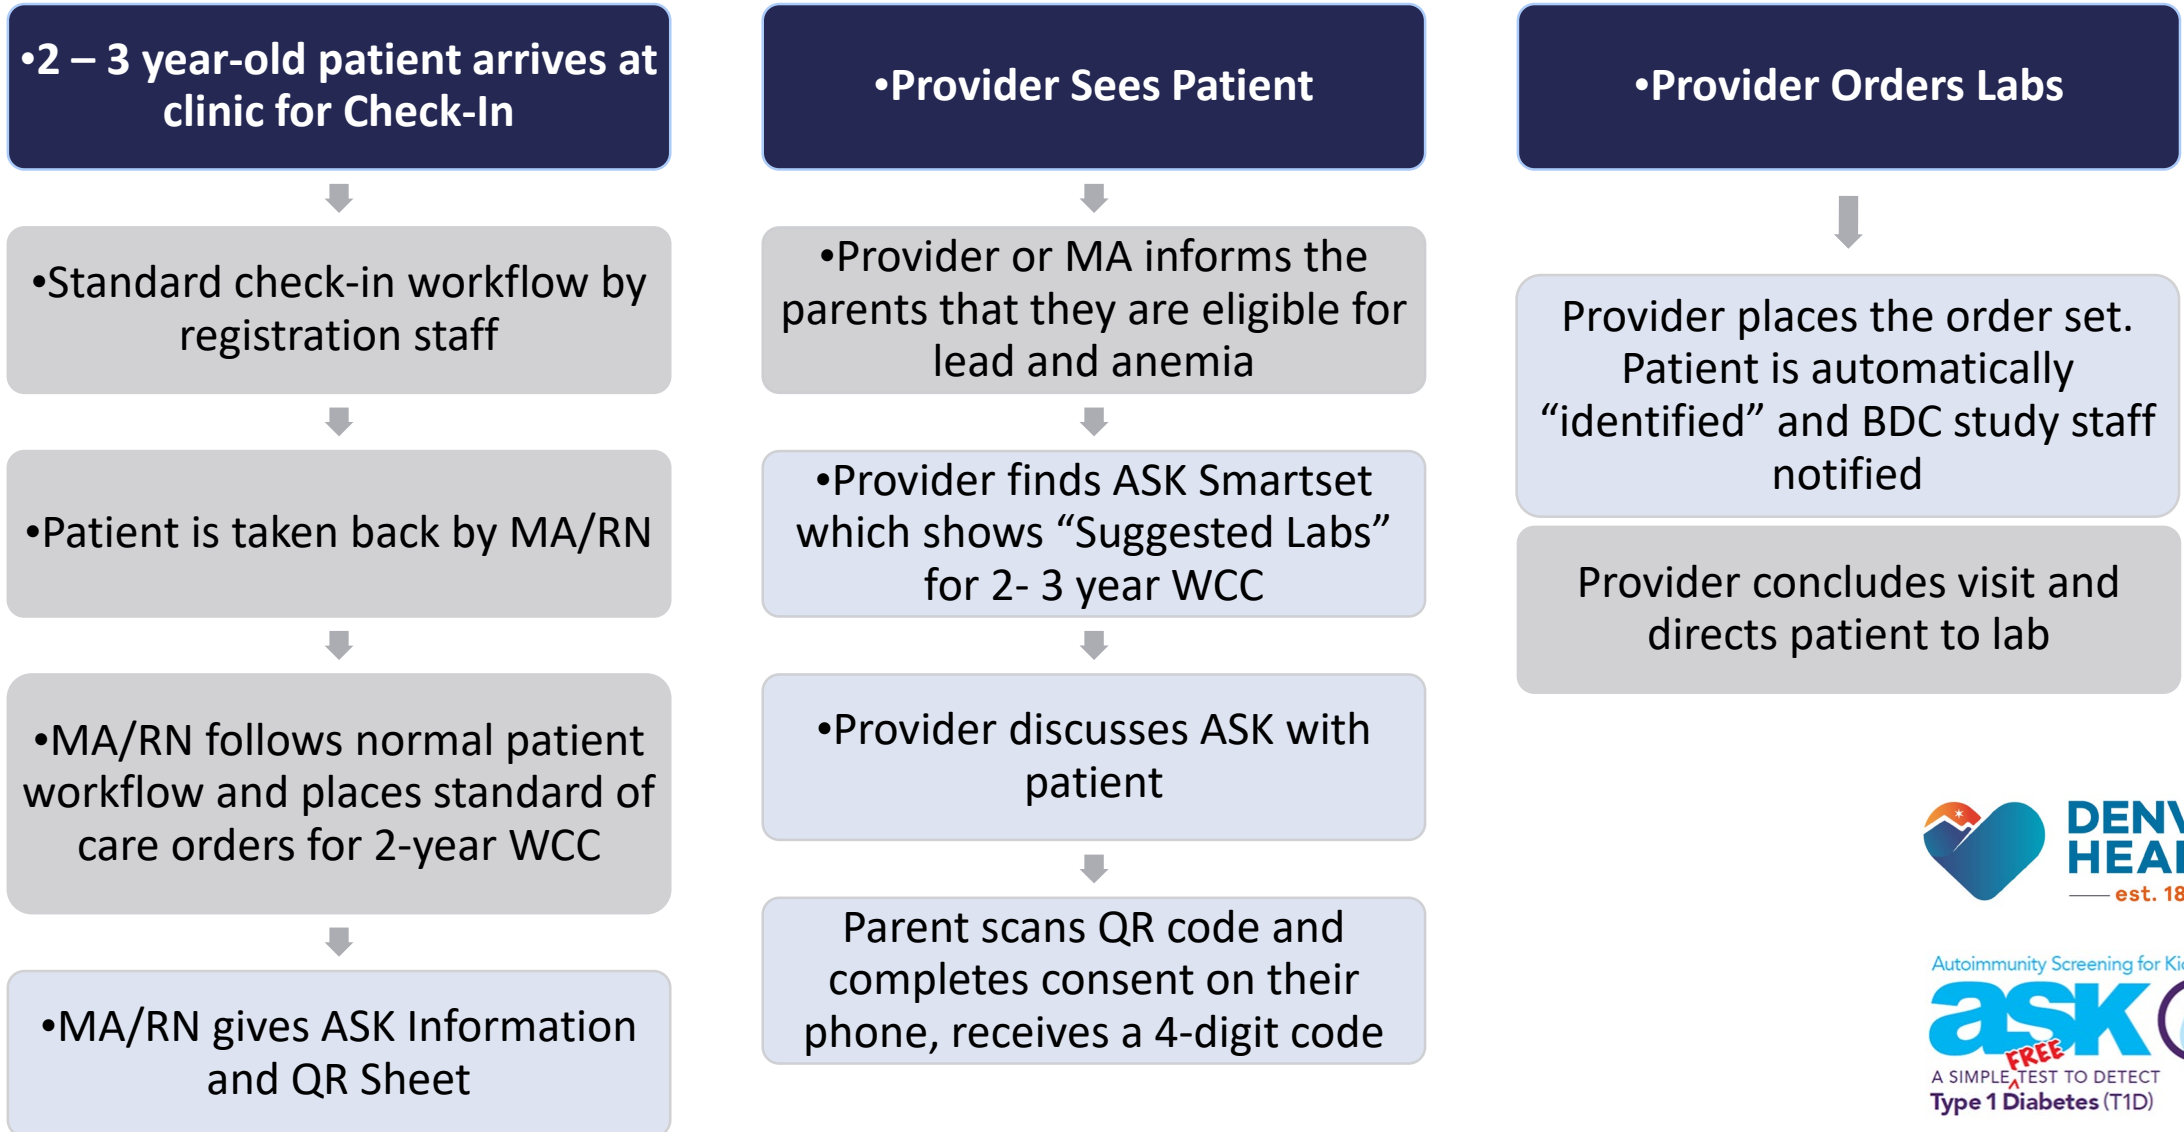 •2 – 3 year-old patient arrives at
clinic for Check-In
•Standard check-in workflow by
registration staff
•Patient is taken back by MA/RN
•MA/RN follows normal patient
workflow and places standard of
care orders for 2-year WCC
•MA/RN gives ASK Information
and QR Sheet
•Provider Sees Patient
•Provider or MA informs the
parents that they are eligible for
lead and anemia
•Provider finds ASK Smartset
which shows “Suggested Labs”
for 2- 3 year WCC
•Provider discusses ASK with
patient
Parent scans QR code and
completes consent on their
phone, receives a 4-digit code
•Provider Orders Labs
Provider places the order set.
Patient is automatically
“identified” and BDC study staff
notified
Provider concludes visit and
directs patient to lab
est. 18
Autoimmunity Screening for
ask
FREE
A SIMPLE TEST TO DETECT
Type 1 Diabetes (T1D)